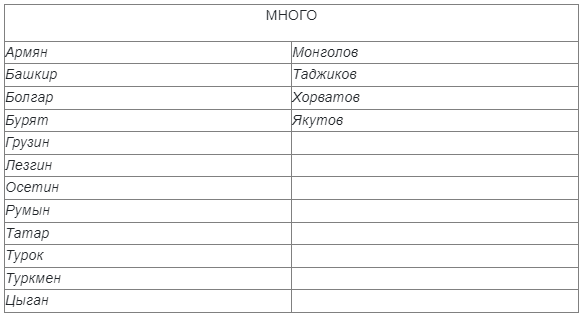 МНОГО
Армян Монголов
Башкир Таджиков
Болгар Хорватов
Бурят Якутов
Грузин
Лезгин
Осетин
Румын
Татар
Турок
Туркмен
Цыган